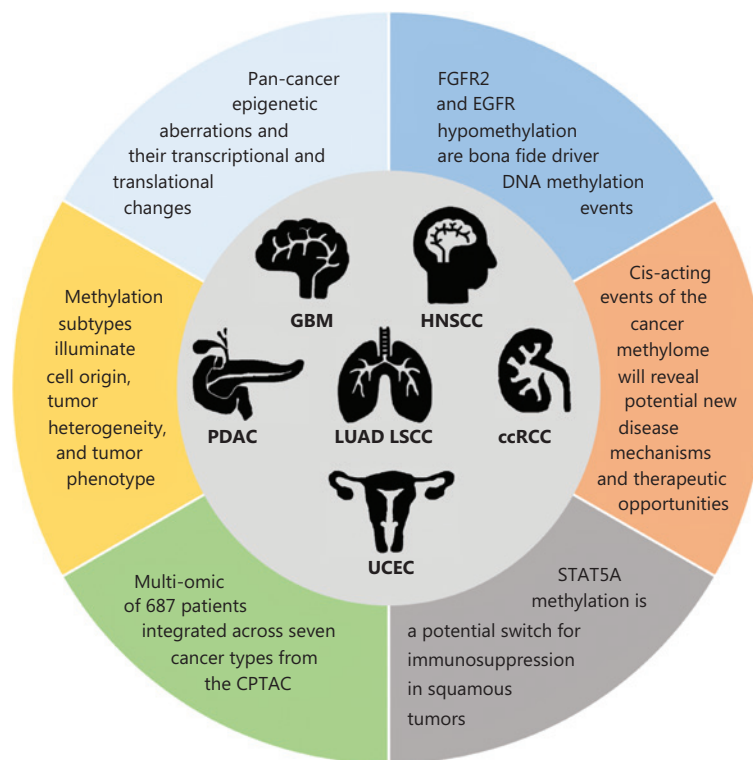 Pan-cancer
epigenetic
aberrations and
their transcriptional and
translational
changes
FGFR2
and EGFR
hypomethylation
are bona fide driver
DNA methylation
events
Cis-acting
events of the
cancer
methylome
will reveal
potential new
disease
mechanisms
and therapeutic
opportunities
STAT5A
methylation is
a potential switch for
immunosuppression
in squamous
tumors
Multi-omic
of 687 patients
integrated across seven
cancer types from
the CPTAC
Methylation
subtypes
illuminate
cell origin,
tumor
heterogeneity,
and tumor
phenotype
GBM
HNSCC
PDAC
LUAD LSCC
ccRCC
UCEC